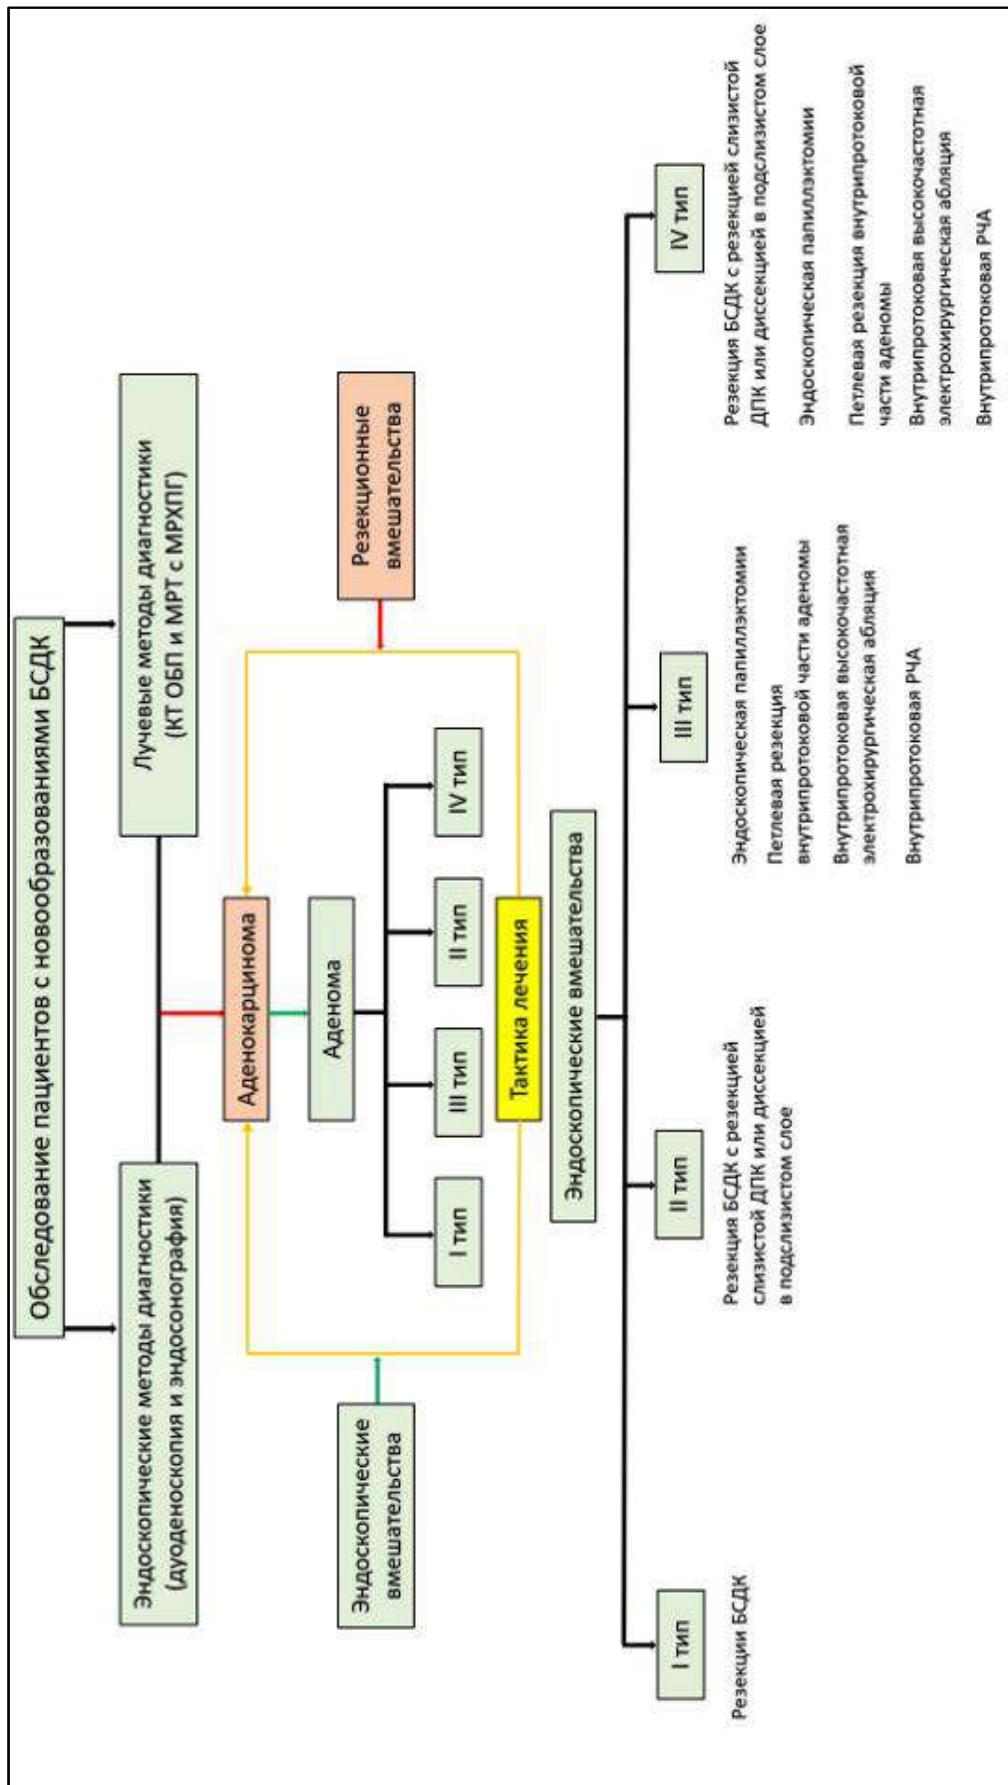 Обследование пациентов с новообразованиями БСДК
Эндоскопические методы диагностики
(дуоденоскопия и эндосонография)
Лучевые методы диагностики
(КТ ОБП и МРТ с МРХПГ)
Аденокарцинома
Аденома
Эндоскопические
вмешательства
Резекционные
вмешательства
I тип
III тип
II тип
IV тип
Тактика лечения
Эндоскопические вмешательства
I тип
Резекции БСДК
II тип
Резекция БСДК с резекцией
слизистой ДПК или диссекцией
в подслизистом слое
III тип
Эндоскопическая папиллэктомии
Петлевая резекция
внутрипротоковой части аденомы
Внутрипротоковая высокочастотная
электрохирургическая абляция
Внутрипротоковая РЧА
IV тип
Резекция БСДК с резекцией слизистой
ДПК или диссекцией в подслизистом слое
Эндоскопическая папиллэктомии
Петлевая резекция внутрипротоковой
части аденомы
Внутрипротоковая высокочастотная
электрохирургическая абляция
Внутрипротоковая РЧА